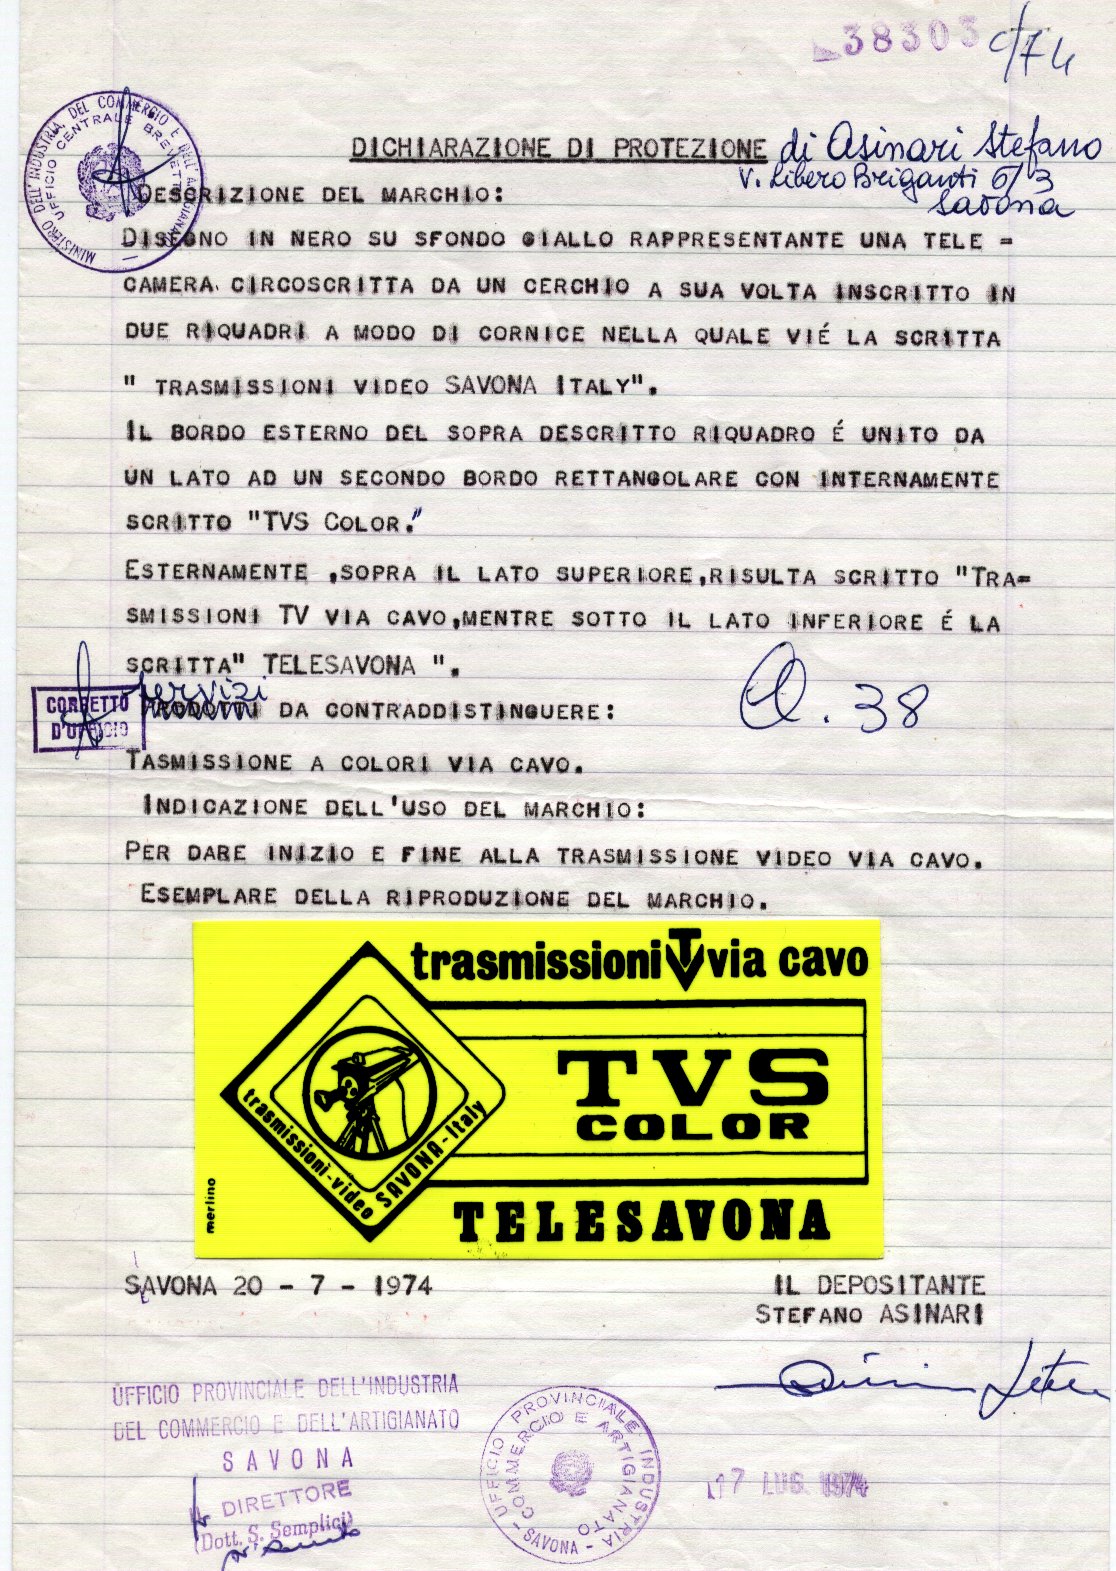 38303 C/74
MINISTERO DELL'INDUSTRIA, DEL COMMERCIO E DELL'ARTIGIANATO
UFFICIO CENTRALE BREVETTI
DICHIARAZIONE DI PROTEZIONE di Asinari Stefano
V. Libero Briganti 6/3
Savona
DESCRIZIONE DEL MARCHIO:
DISEGNO IN NERO SU SFONDO GIALLO RAPPRESENTANTE UNA TELE =
CAMERA CIRCOSCRITTA DA UN CERCHIO A SUA VOLTA INSCRITTO IN
DUE RIQUADRI A MODO DI CORNICE NELLA QUALE VIÉ LA SCRITTA
" TRASMISSIONI VIDEO SAVONA ITALY".
IL BORDO ESTERNO DEL SOPRA DESCRITTO RIQUADRO É UNITO DA
UN LATO AD UN SECONDO BORDO RETTANGOLARE CON INTERNAMENTE
SCRITTO "TVS COLOR."
ESTERNAMENTE ,SOPRA IL LATO SUPERIORE,RISULTA SCRITTO "TRA=
SMISSIONI TV VIA CAVO,MENTRE SOTTO IL LATO INFERIORE É LA
SCRITTA" TELESAVONA ".
servizi
CORRETTO D'UFFICIO
PRODOTTI DA CONTRADDISTINGUERE:
Cl. 38
TASMISSIONE A COLORI VIA CAVO.
INDICAZIONE DELL'USO DEL MARCHIO:
PER DARE INIZIO E FINE ALLA TRASMISSIONE VIDEO VIA CAVO.
ESEMPLARE DELLA RIPRODUZIONE DEL MARCHIO.
trasmissioni TV via cavo
TVS
COLOR
trasmissioni-video SAVONA-Italy
TELESAVONA
merlino
SAVONA 20 - 7 - 1974
IL DEPOSITANTE
STEFANO ASINARI
UFFICIO PROVINCIALE DELL'INDUSTRIA
DEL COMMERCIO E DELL'ARTIGIANATO
SAVONA
DIRETTORE
(Dott. S. Semplici)
UFFICIO PROVINCIALE INDUSTRIA
COMMERCIO E ARTIGIANATO
- SAVONA -
17 LUG. 1974